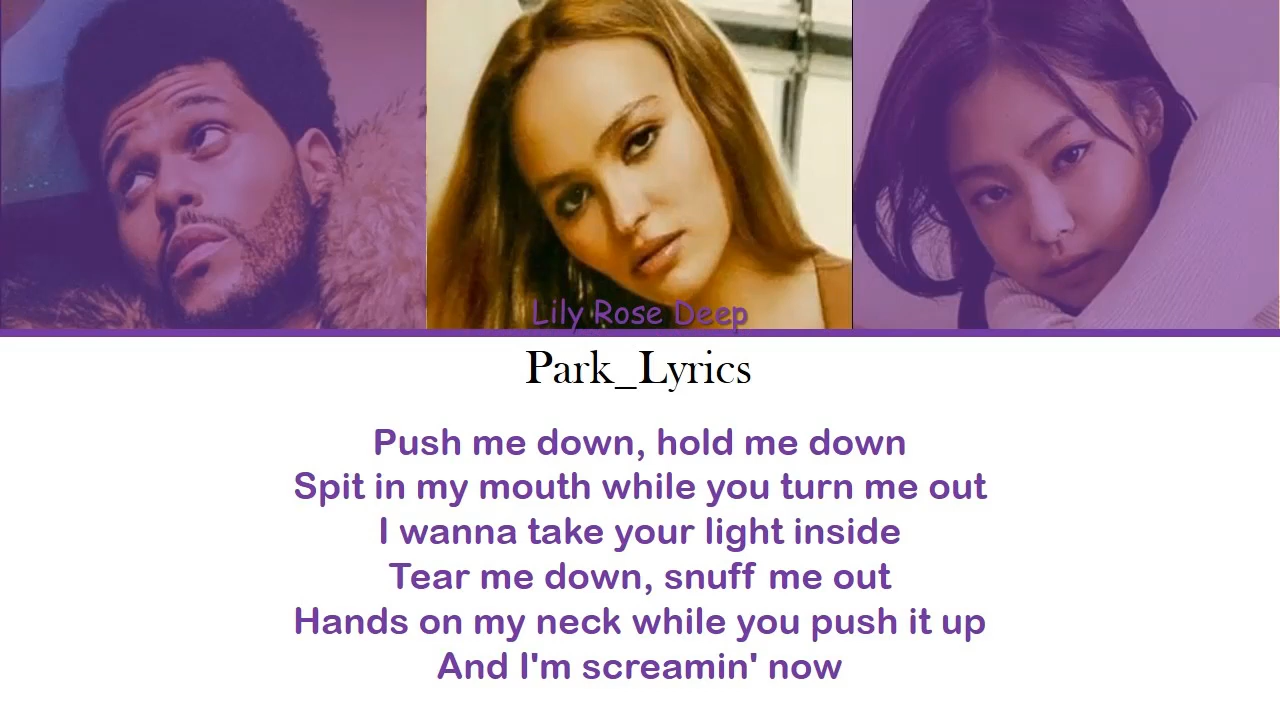 Lily Rose Deep
Park_Lyrics
Push me down, hold me down
Spit in my mouth while you turn me out
I wanna take your light inside
Tear me down, snuff me out
Hands on my neck while you push it up
And I'm screamin' now